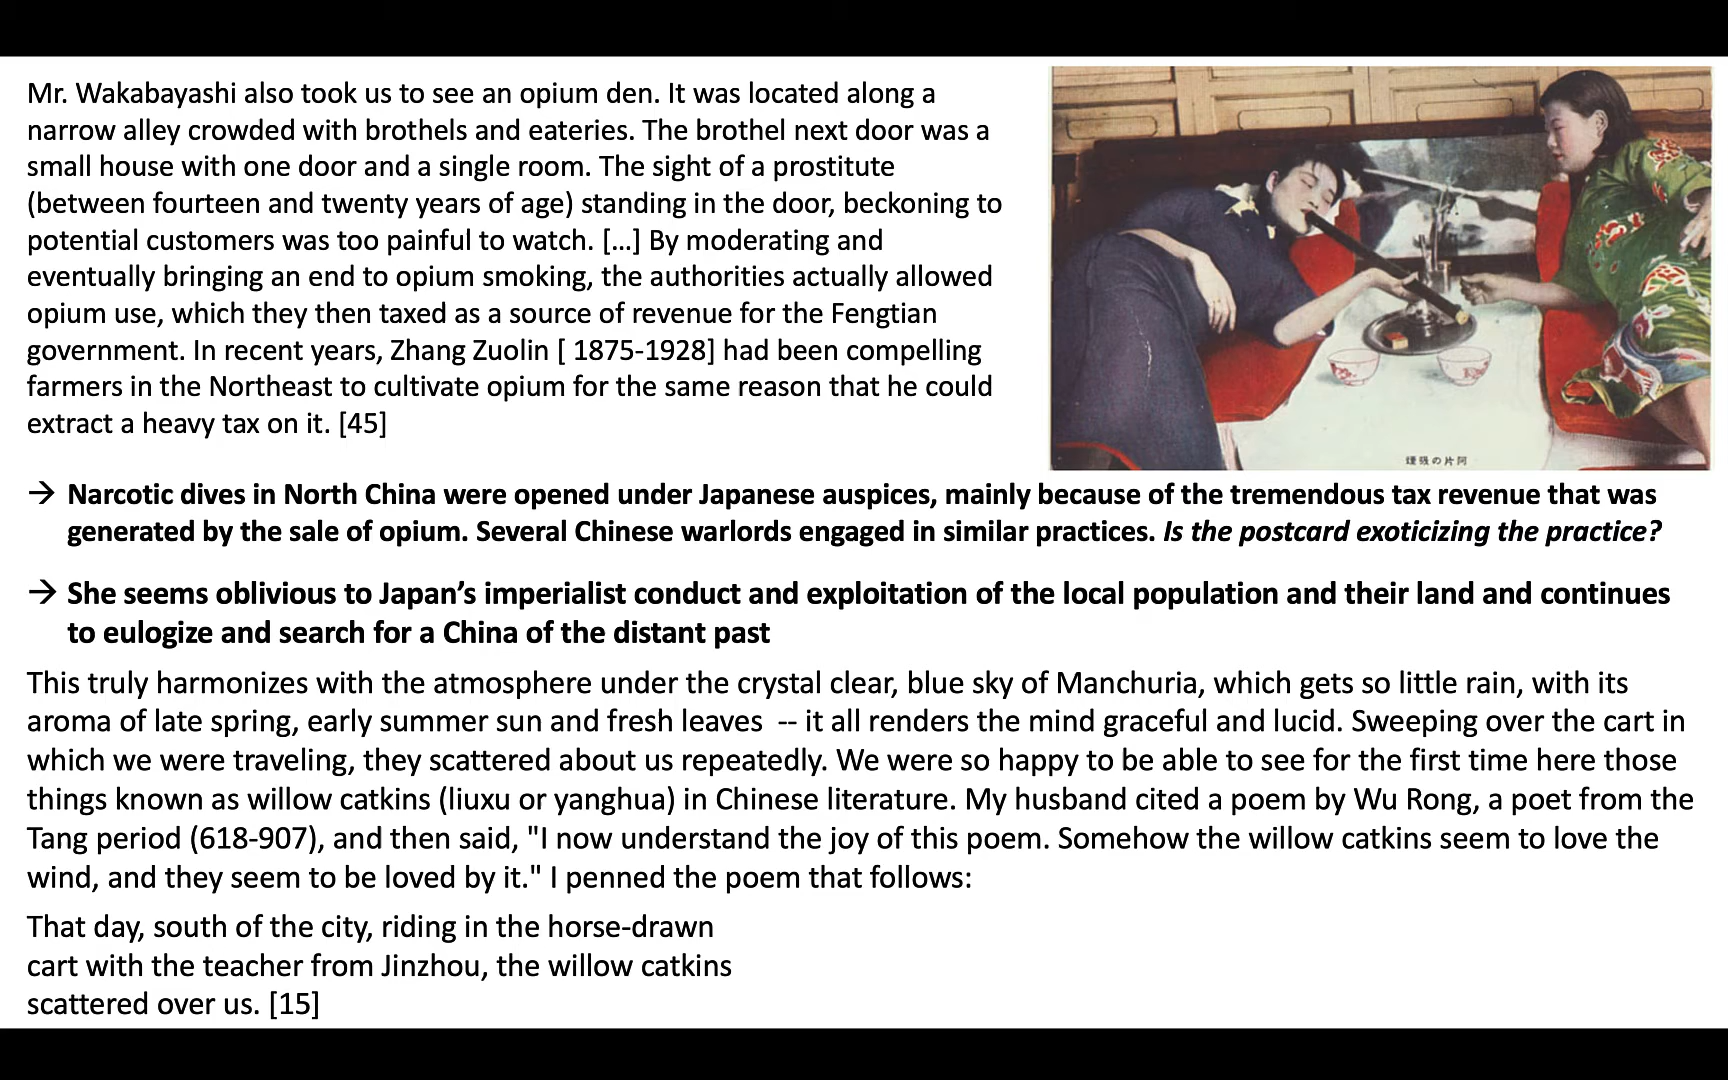 Mr. Wakabayashi also took us to see an opium den. It was located along a
narrow alley crowded with brothels and eateries. The brothel next door was a
small house with one door and a single room. The sight of a prostitute
(between fourteen and twenty years of age) standing in the door, beckoning to
potential customers was too painful to watch. […] By moderating and
eventually bringing an end to opium smoking, the authorities actually allowed
opium use, which they then taxed as a source of revenue for the Fengtian
government. In recent years, Zhang Zuolin [ 1875-1928] had been compelling
farmers in the Northeast to cultivate opium for the same reason that he could
extract a heavy tax on it. [45]
片の吸煙
→ Narcotic dives in North China were opened under Japanese auspices, mainly because of the tremendous tax revenue that was
generated by the sale of opium. Several Chinese warlords engaged in similar practices. Is the postcard exoticizing the practice?
→ She seems oblivious to Japan’s imperialist conduct and exploitation of the local population and their land and continues
to eulogize and search for a China of the distant past
This truly harmonizes with the atmosphere under the crystal clear, blue sky of Manchuria, which gets so little rain, with its
aroma of late spring, early summer sun and fresh leaves -- it all renders the mind graceful and lucid. Sweeping over the cart in
which we were traveling, they scattered about us repeatedly. We were so happy to be able to see for the first time here those
things known as willow catkins (liuxu or yanghua) in Chinese literature. My husband cited a poem by Wu Rong, a poet from the
Tang period (618-907), and then said, "I now understand the joy of this poem. Somehow the willow catkins seem to love the
wind, and they seem to be loved by it." I penned the poem that follows:
That day, south of the city, riding in the horse-drawn
cart with the teacher from Jinzhou, the willow catkins
scattered over us. [15]